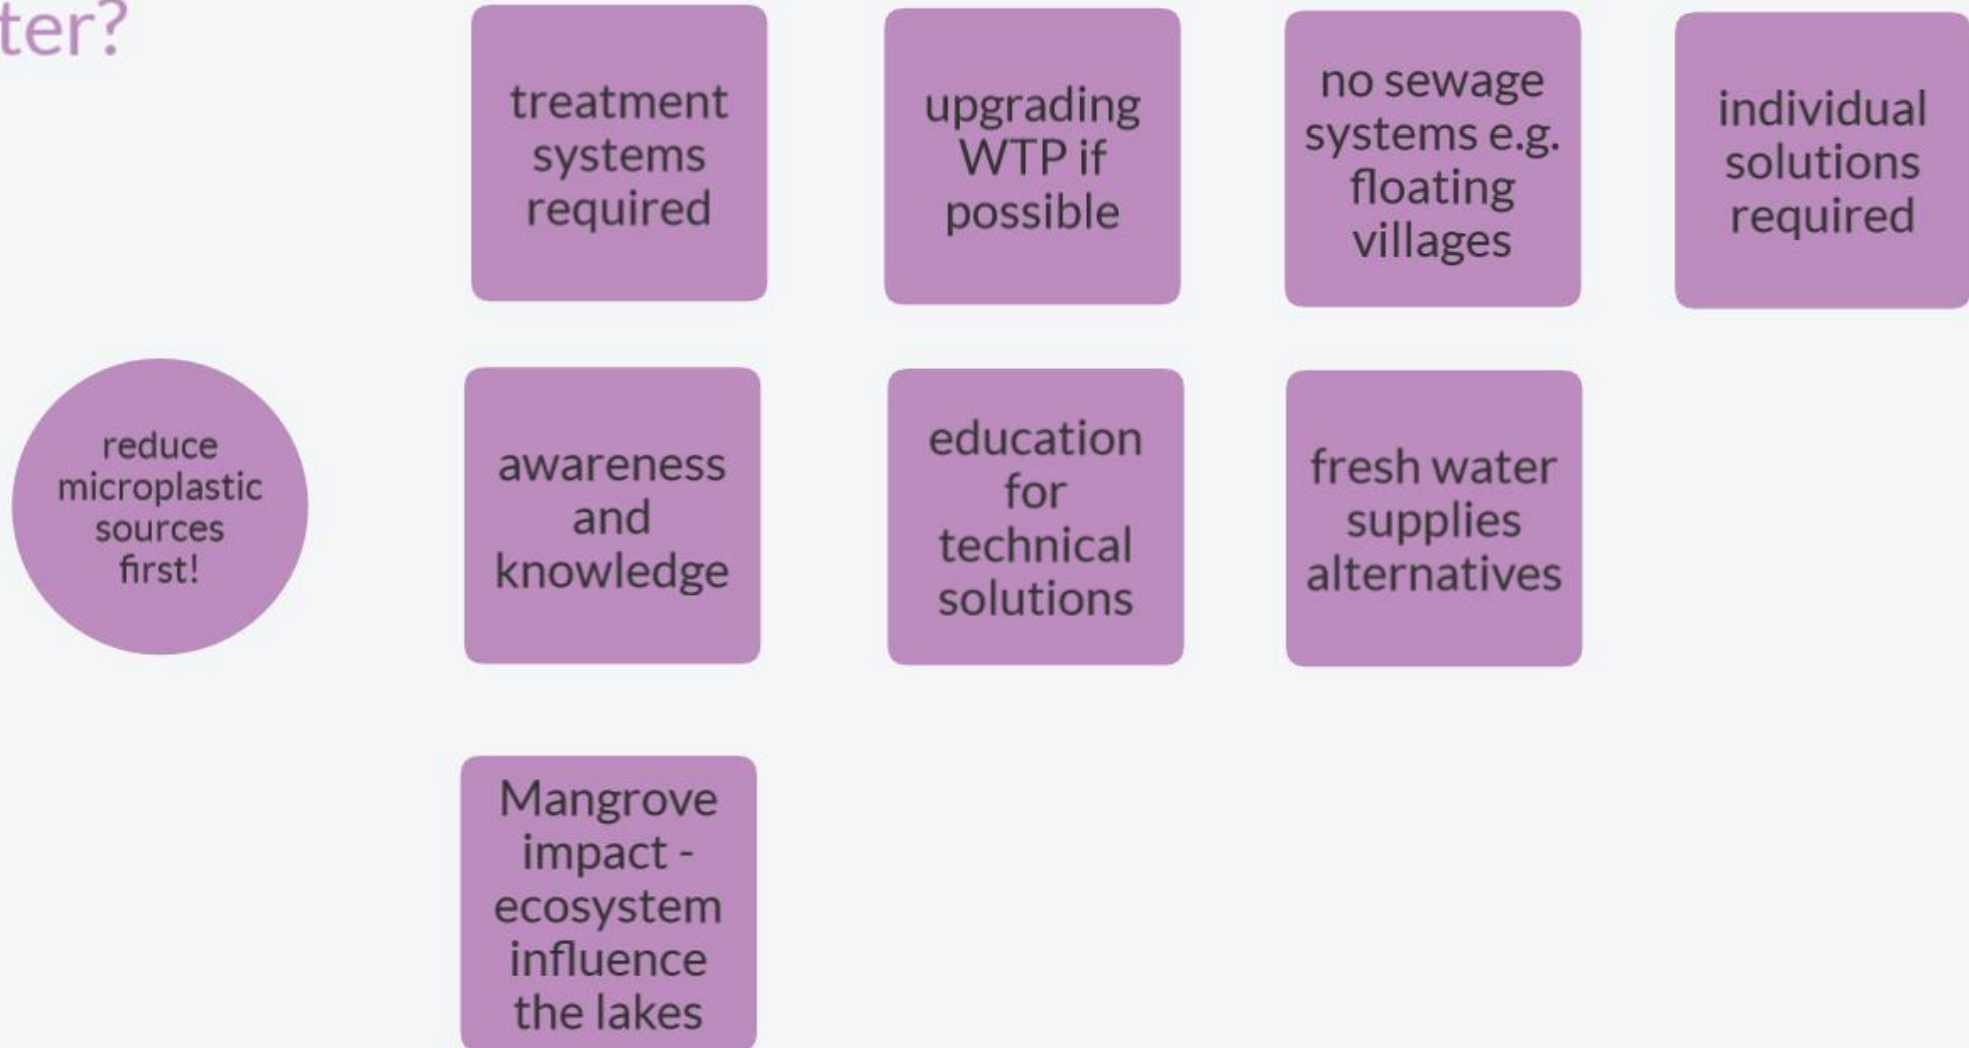 ter?
treatment
systems
required
upgrading
WTP if
possible
no sewage
systems e.g.
floating
villages
individual
solutions
required
reduce
microplastic
sources
first!
awareness
and
knowledge
education
for
technical
solutions
fresh water
supplies
alternatives
Mangrove
impact -
ecosystem
influence
the lakes